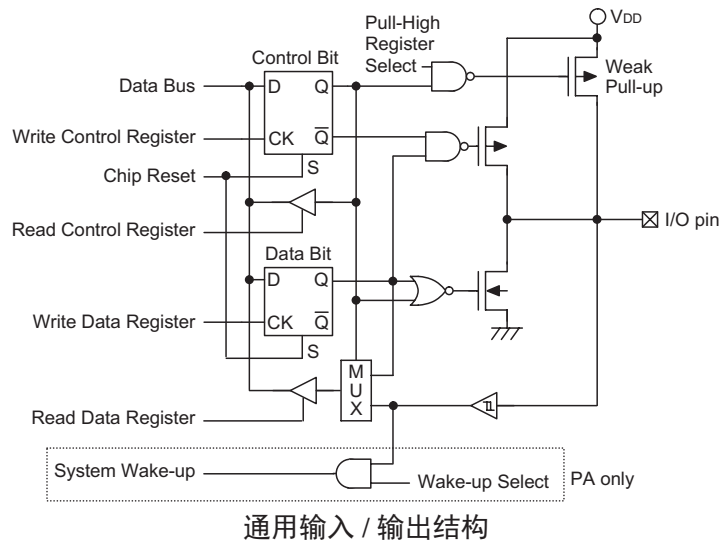 VDD
Pull-High
Register
Select
Weak
Pull-up
Control Bit
Data Bus
D
Q
Write Control Register
CK
Q
S
Chip Reset
I/O pin
Read Control Register
Data Bit
D
Q
Write Data Register
CK
Q
S
M
U
X
Read Data Register
System Wake-up
Wake-up Select
PA only
通用输入 / 输出结构